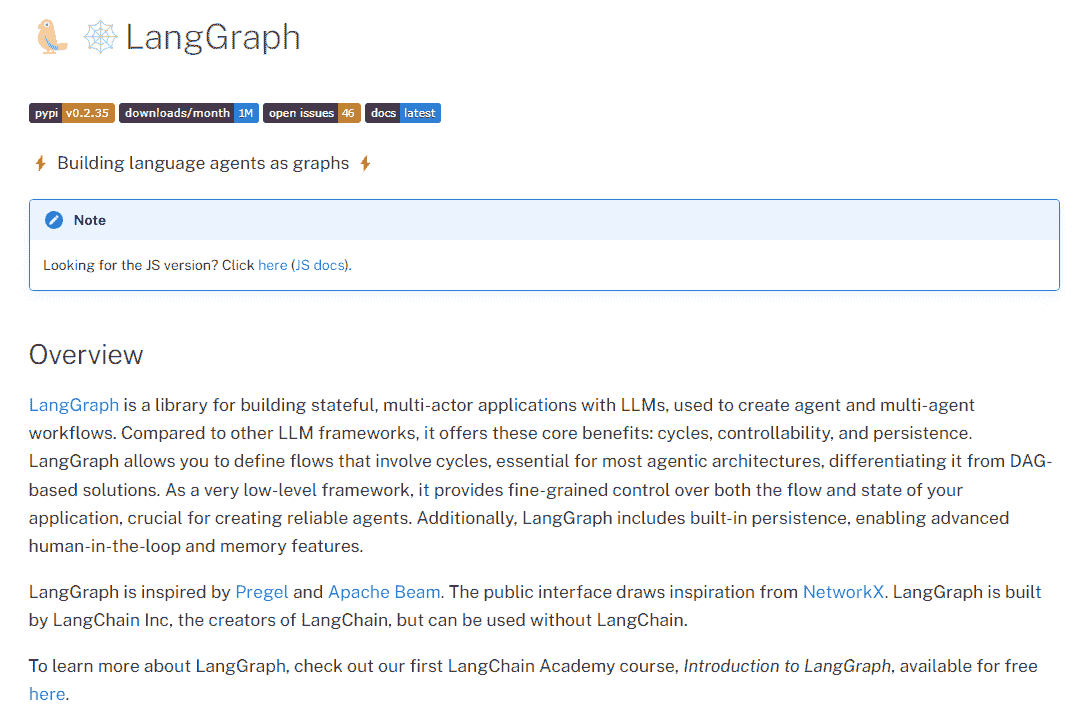 LangGraph
pypi v0.2.35 downloads/month 1M open issues 46 docs latest
Building language agents as graphs
Note
Looking for the JS version? Click here (JS docs).
Overview
LangGraph is a library for building stateful, multi-actor applications with LLMs, used to create agent and multi-agent
workflows. Compared to other LLM frameworks, it offers these core benefits: cycles, controllability, and persistence.
LangGraph allows you to define flows that involve cycles, essential for most agentic architectures, differentiating it from DAG-
based solutions. As a very low-level framework, it provides fine-grained control over both the flow and state of your
application, crucial for creating reliable agents. Additionally, LangGraph includes built-in persistence, enabling advanced
human-in-the-loop and memory features.
LangGraph is inspired by Pregel and Apache Beam. The public interface draws inspiration from NetworkX. LangGraph is built
by LangChain Inc, the creators of LangChain, but can be used without LangChain.
To learn more about LangGraph, check out our first LangChain Academy course, Introduction to LangGraph, available for free
here.